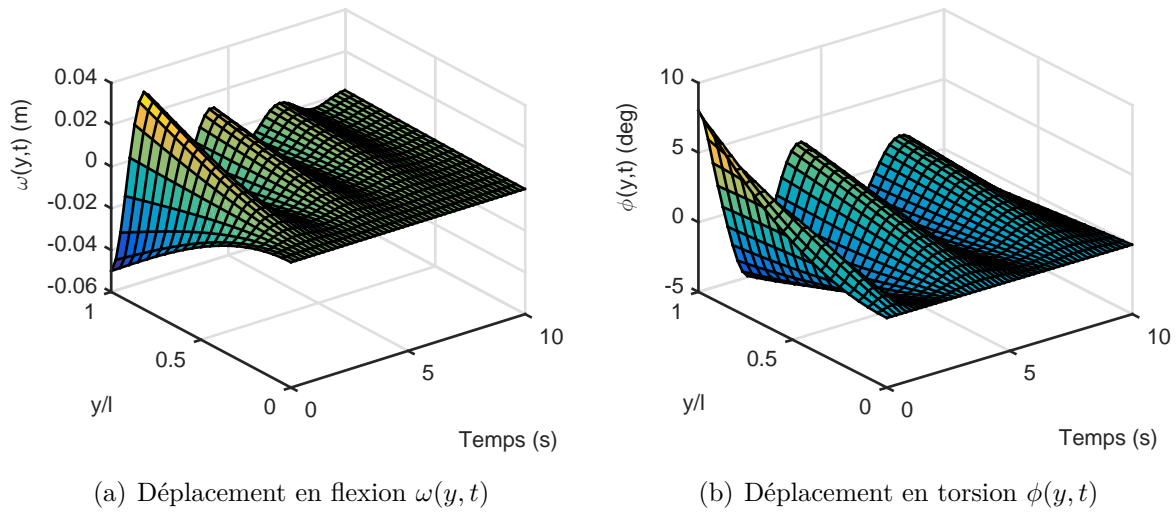 0.04
0.02
0
-0.02
-0.04
-0.06
1
0.5
0
0
5
10
ω(y,t) (m)
y/l
Temps (s)
10
5
0
-5
1
0.5
0
0
5
10
ϕ(y,t) (deg)
y/l
Temps (s)
(a) Déplacement en flexion ω(y, t)
(b) Déplacement en torsion ϕ(y, t)